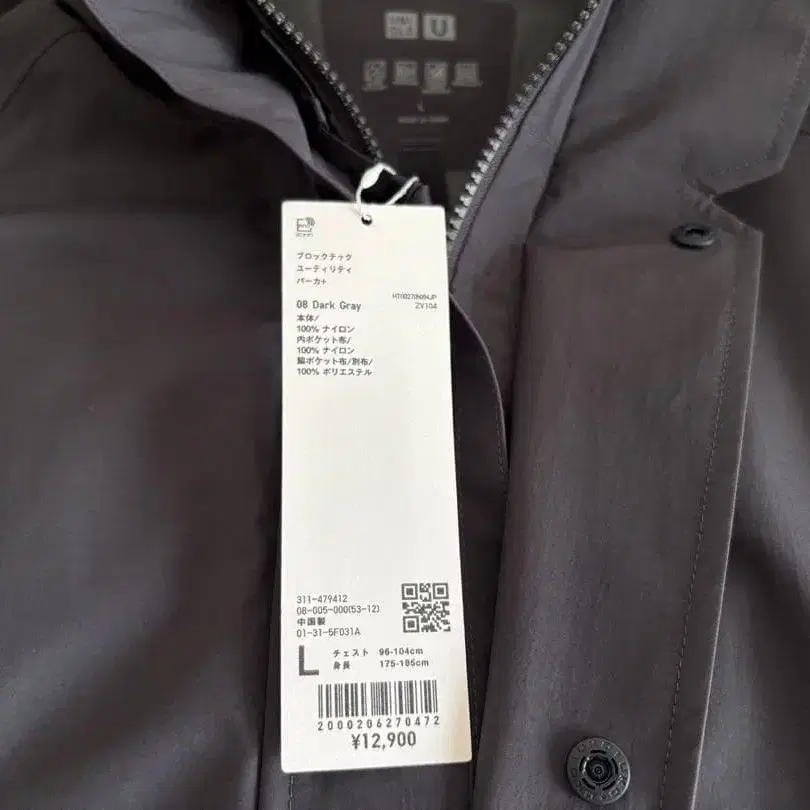 U
L
ブロックテック
ユーティリティ
パーカ+
08 Dark Gray
2V104
本体/
100% ナイロン
内ポケット布/
100% ナイロン
脇ポケット布/別布/
100% ポリエステル
311-479412
08-005-000(53-12)
中国製
01-31-5F031A
L チェスト 96-104cm
身長 175-185cm
2000206270472
¥12,900